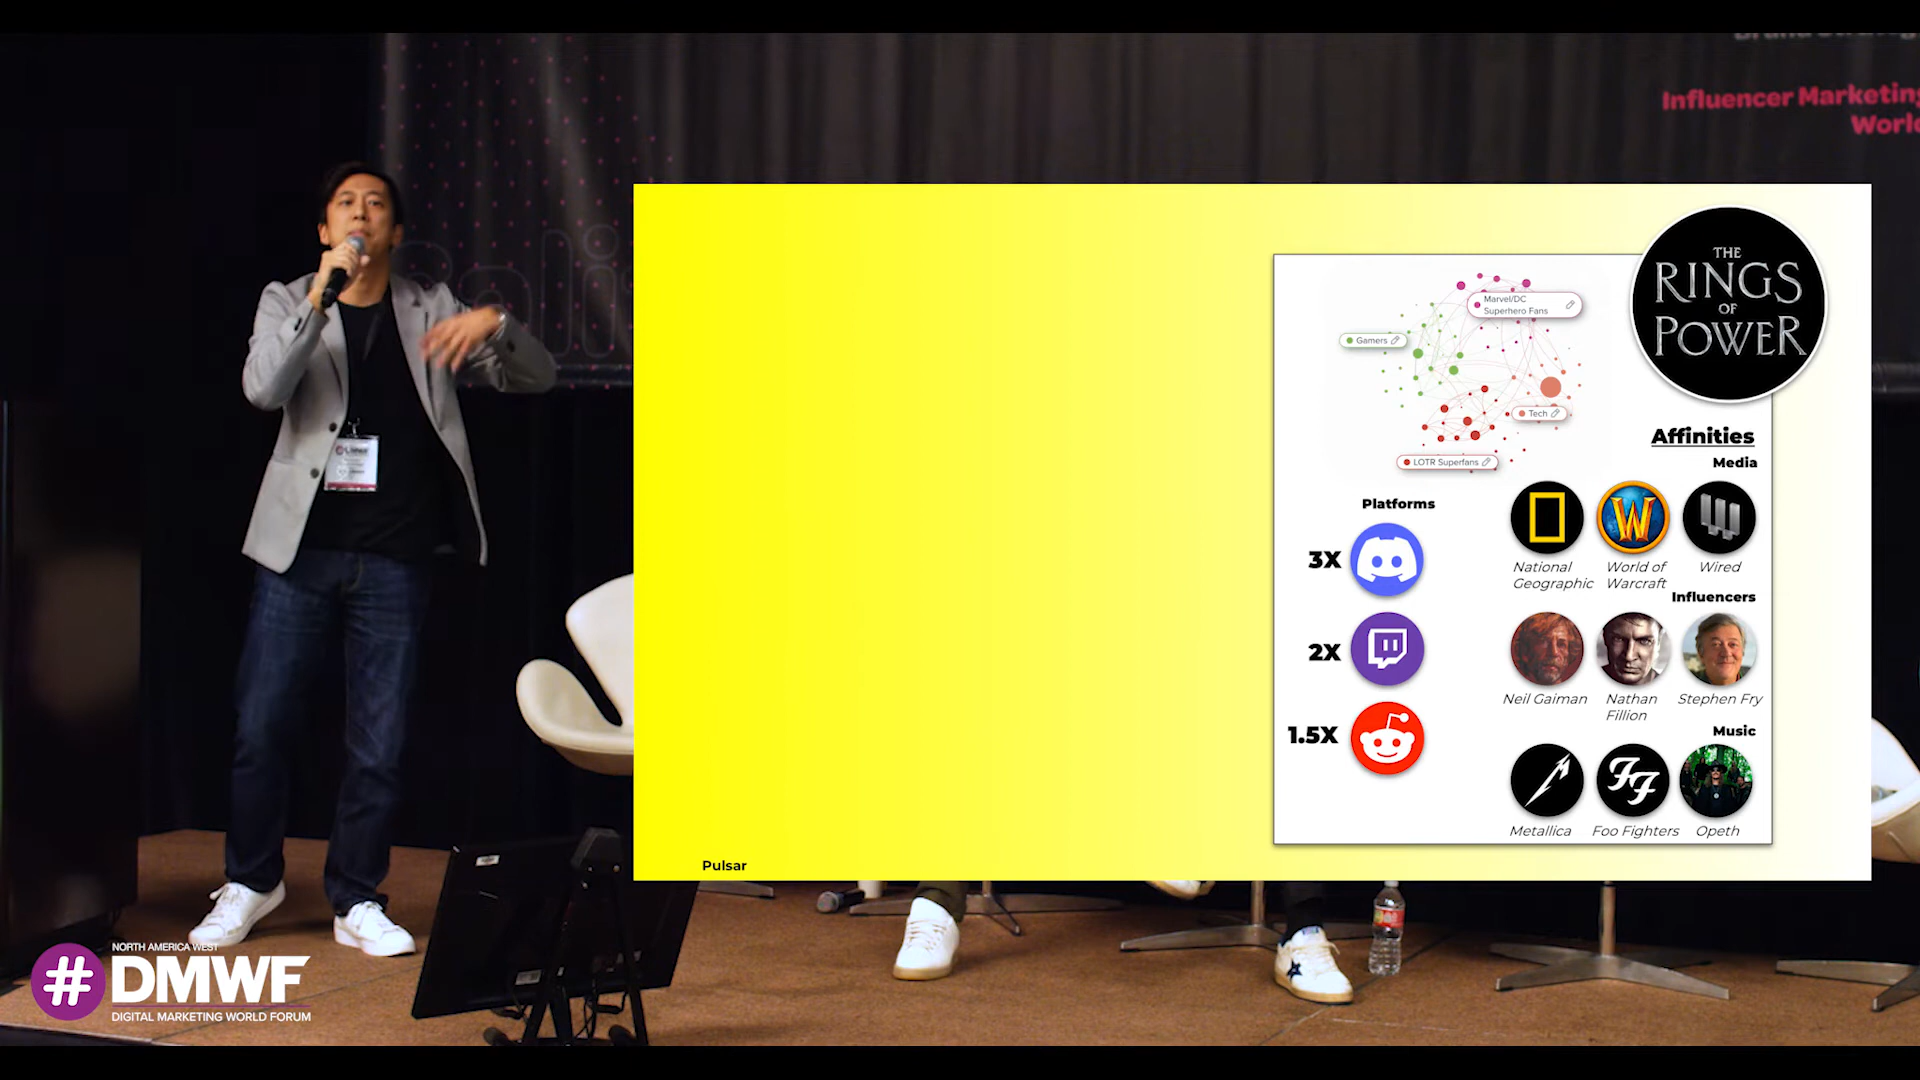 Influencer Marketing
World
THE
RINGS
OF
POWER
Marvel/DC
Superhero Fans
Gamers
Tech
LOTR Superfans
Affinities
Media
Platforms
3X
2X
1.5X
National
Geographic
World of
Warcraft
Wired
Influencers
Neil Gaiman
Nathan
Fillion
Stephen Fry
Music
Metallica
Foo Fighters
Opeth
Pulsar
NORTH AMERICA WEST
#DMWF
DIGITAL MARKETING WORLD FORUM